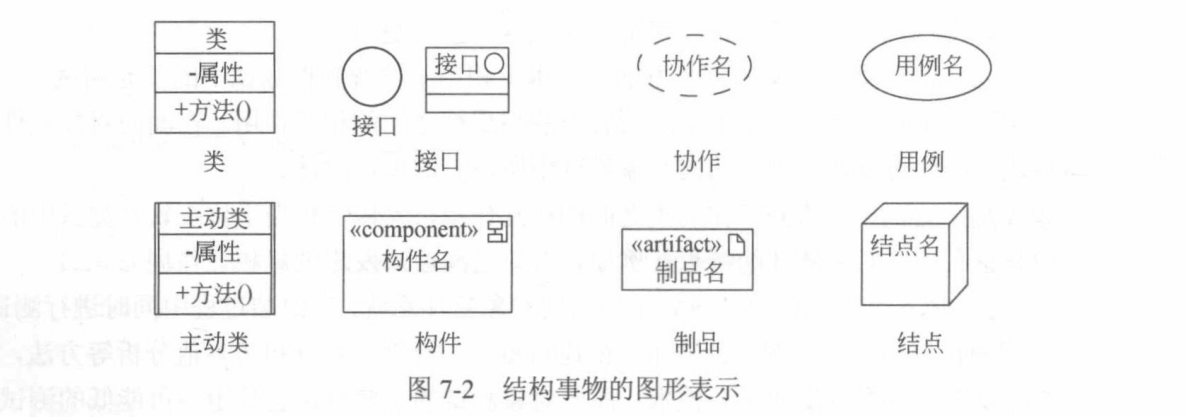 类
-属性
+方法()
类
接口
接口
接口
协作名
协作
用例名
用例
主动类
-属性
+方法()
主动类
«component»
构件名
构件
«artifact»
制品名
制品
结点名
结点
图 7-2 结构事物的图形表示